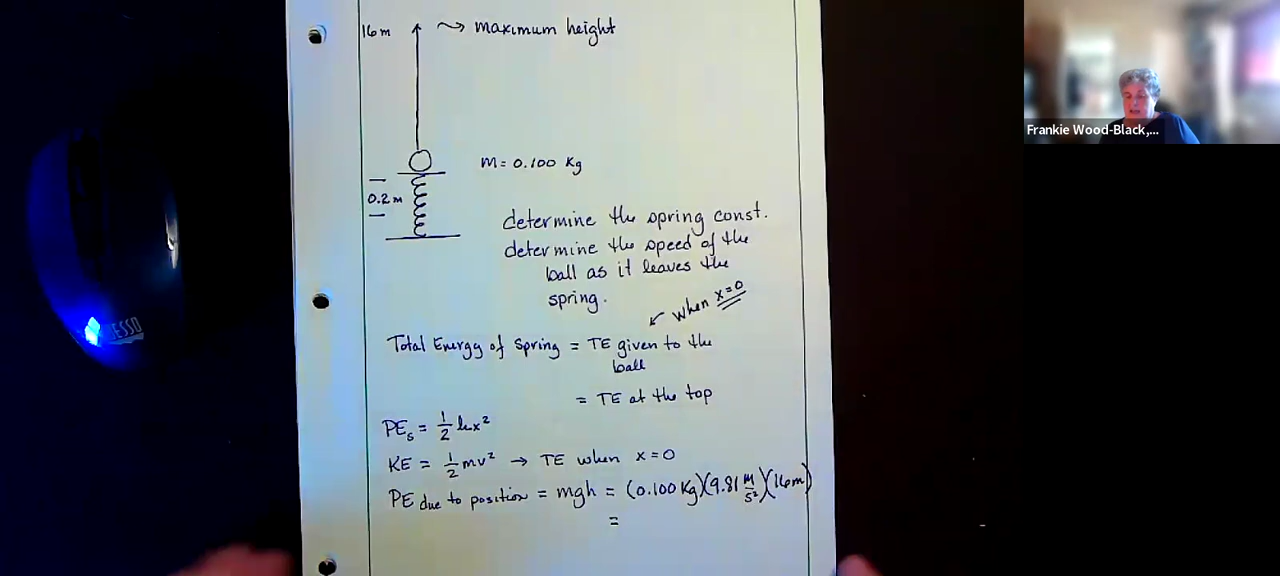 16m
~> maximum height
m = 0.100 Kg
0.2m
determine the spring const.
determine the speed of the
ball as it leaves the
spring.
when x=0
Total Energy of Spring = TE given to the
ball
= TE at the top
PEs = 1/2 kx²
KE = 1/2 mv² → TE when x=0
PE due to position = mgh = (0.100 Kg)(9.81 m/s²)(16m)
=
ESSO
Frankie Wood-Black,...